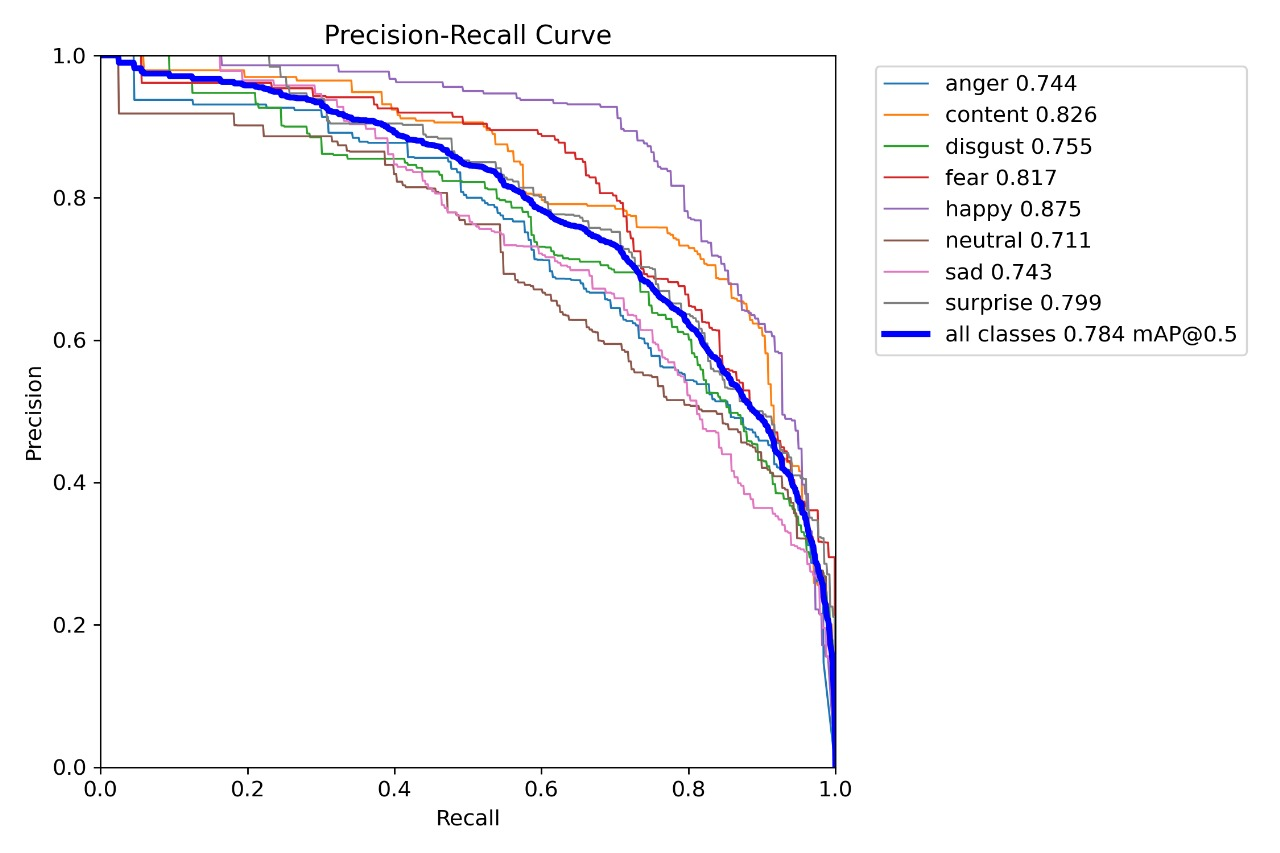 Precision-Recall Curve
1.0
0.8
0.6
0.4
0.2
0.0
Precision
0.0 0.2 0.4 0.6 0.8 1.0
Recall
anger 0.744
content 0.826
disgust 0.755
fear 0.817
happy 0.875
neutral 0.711
sad 0.743
surprise 0.799
all classes 0.784 mAP@0.5